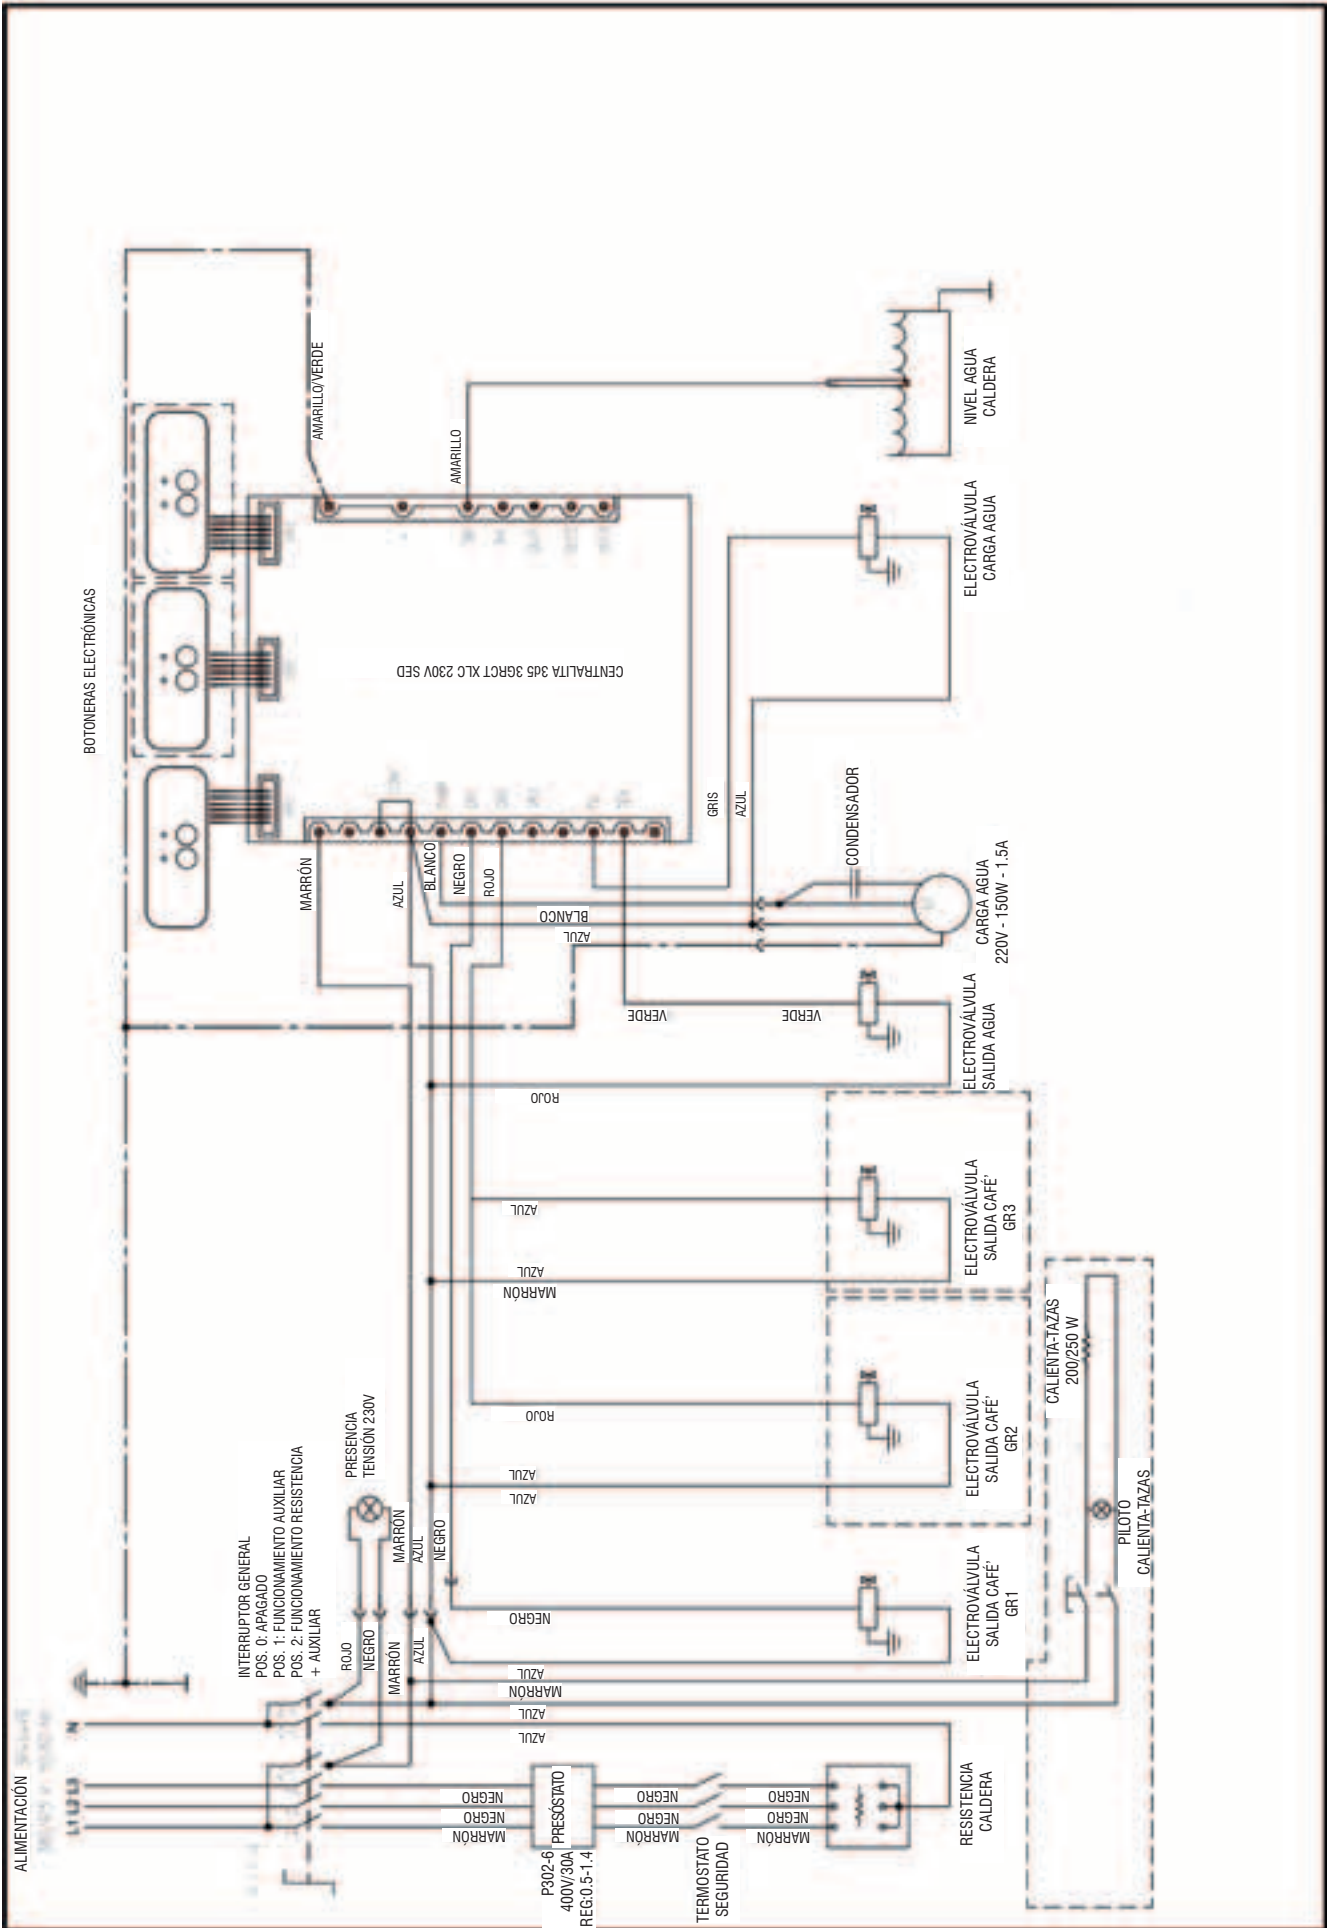 ALIMENTACIÓN
L1 L2 L3
N
INTERRUPTOR GENERAL
POS. 0: APAGADO
POS. 1: FUNCIONAMIENTO AUXILIAR
POS. 2: FUNCIONAMIENTO RESISTENCIA
+ AUXILIAR
PRESENCIA
TENSIÓN 230V
BOTONERAS ELECTRÓNICAS
ROJO
NEGRO
MARRÓN
AZUL
MARRÓN
AZUL
NEGRO
MARRÓN
AZUL
BLANCO
NEGRO
ROJO
AMARILLO/VERDE
AMARILLO
CENTRALITA 3d5 3GRCT XLC 230V SED
GRIS
AZUL
BLANCO
AZUL
VERDE
VERDE
ROJO
AZUL
AZUL
MARRÓN
ROJO
AZUL
AZUL
NEGRO
AZUL
MARRÓN
AZUL
AZUL
NEGRO
NEGRO
MARRÓN
P302-6
400V/30A
REG:0.5-1.4
PRESÓSTATO
NEGRO
NEGRO
MARRÓN
TERMOSTATO
SEGURIDAD
NEGRO
NEGRO
MARRÓN
RESISTENCIA
CALDERA
ELECTROVÁLVULA
SALIDA CAFÉ'
GR1
ELECTROVÁLVULA
SALIDA CAFÉ'
GR2
ELECTROVÁLVULA
SALIDA CAFÉ'
GR3
ELECTROVÁLVULA
SALIDA AGUA
CARGA AGUA
220V - 150W - 1.5A
CONDENSADOR
ELECTROVÁLVULA
CARGA AGUA
NIVEL AGUA
CALDERA
CALIENTA-TAZAS
200/250 W
PILOTO
CALIENTA-TAZAS